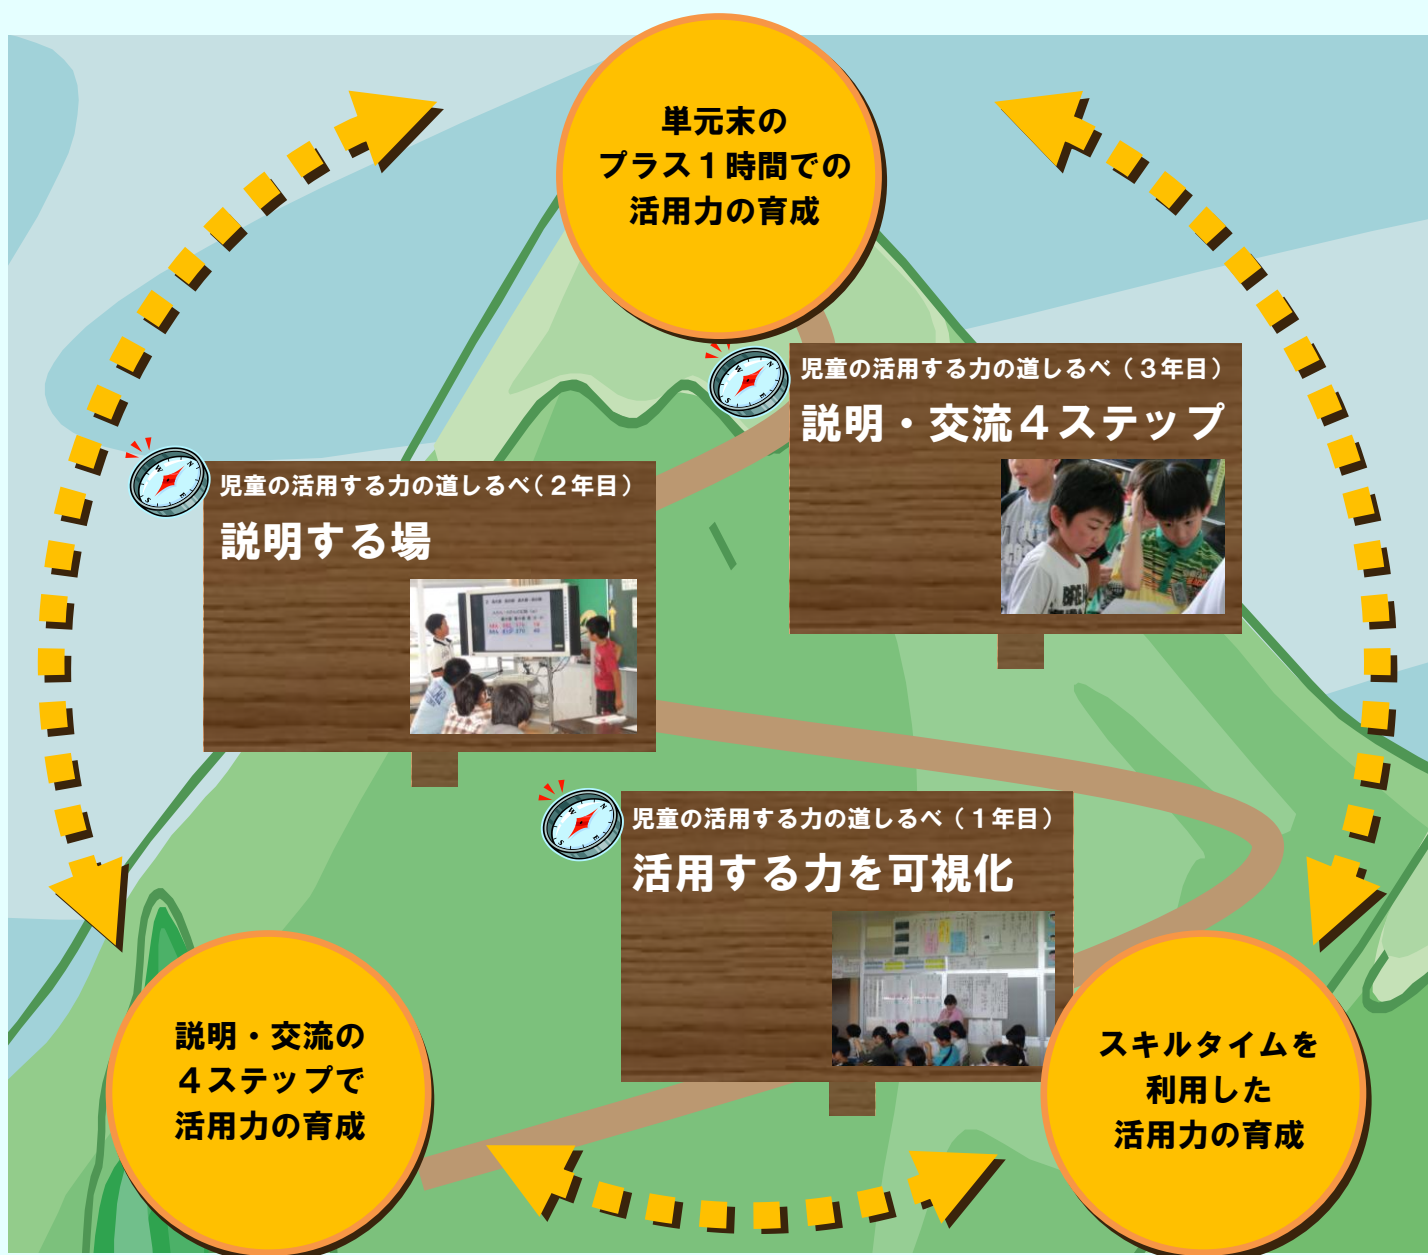 単元末の
プラス１時間での
活用力の育成
児童の活用する力の道しるべ（３年目）
説明・交流４ステップ
児童の活用する力の道しるべ（２年目）
説明する場
児童の活用する力の道しるべ（１年目）
活用する力を可視化
説明・交流の
４ステップで
活用力の育成
スキルタイムを
利用した
活用力の育成